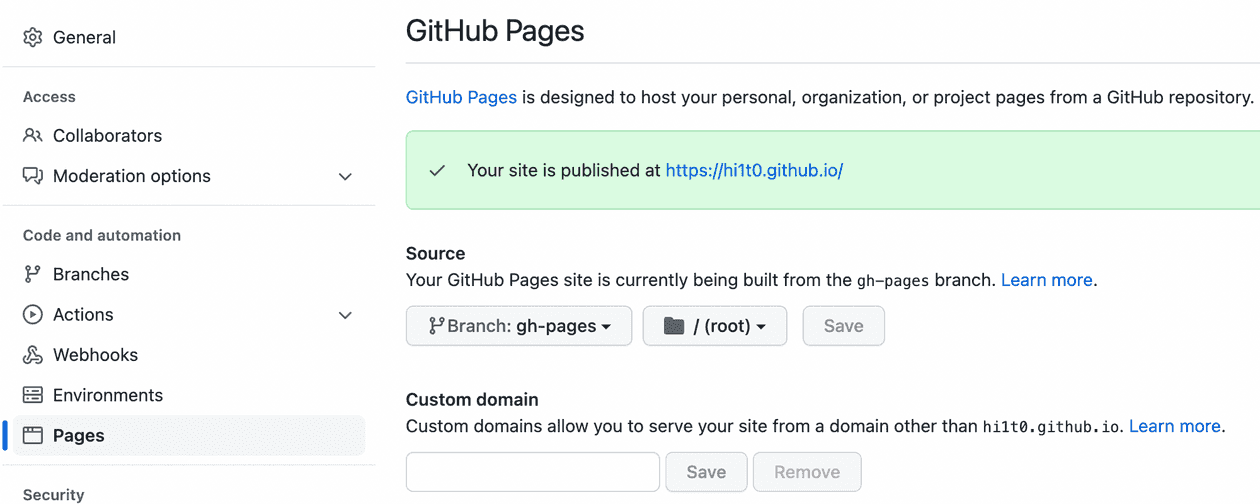 General
Access
Collaborators
Moderation options
Code and automation
Branches
Actions
Webhooks
Environments
Pages
Security
GitHub Pages
GitHub Pages is designed to host your personal, organization, or project pages from a GitHub repository.
Your site is published at https://hi1t0.github.io/
Source
Your GitHub Pages site is currently being built from the gh-pages branch. Learn more.
Branch: gh-pages / (root) Save
Custom domain
Custom domains allow you to serve your site from a domain other than hi1t0.github.io. Learn more.
Save Remove